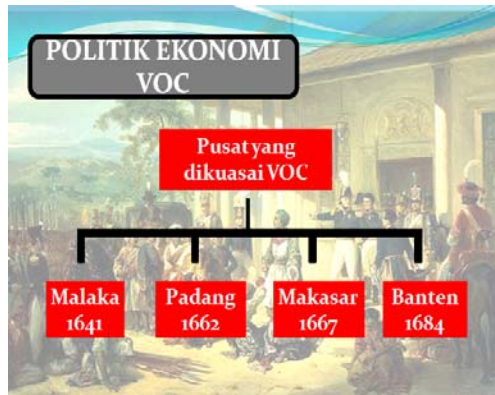 POLITIK EKONOMI
VOC
Pusat yang
dikuasai VOC
Malaka
1641
Padang
1662
Makasar
1667
Banten
1684